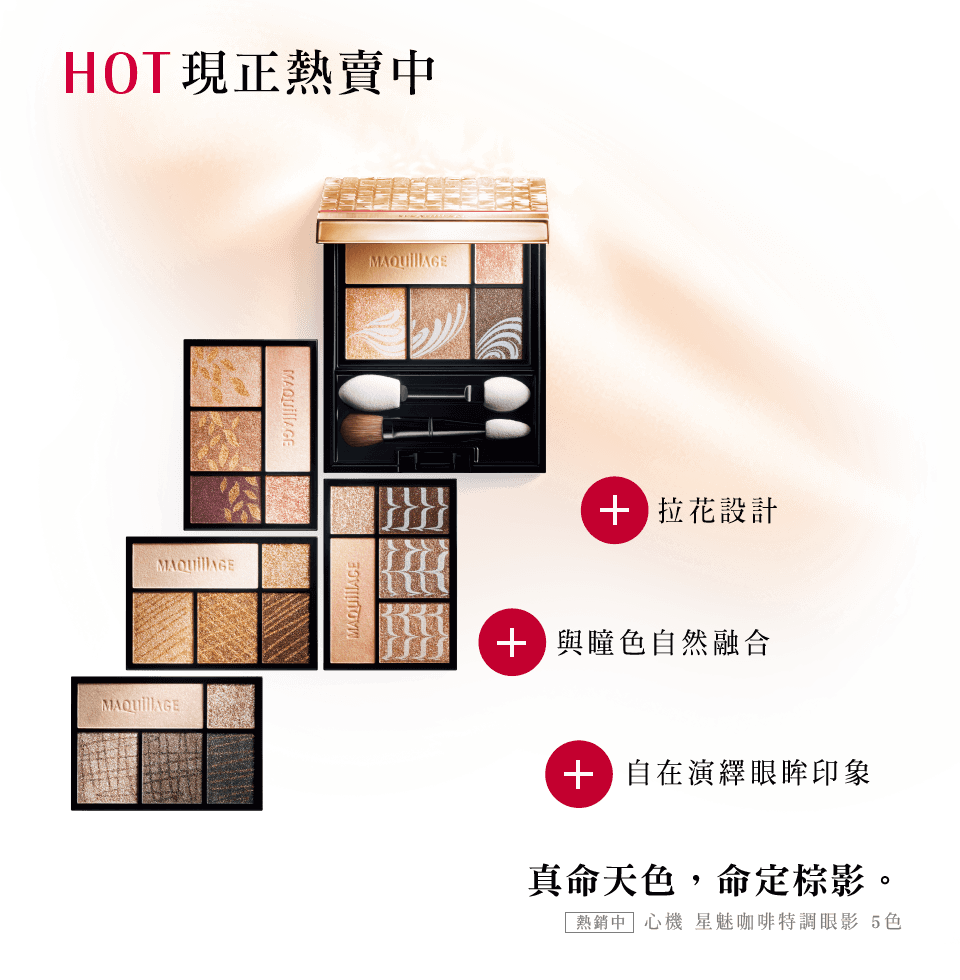 HOT 現正熱賣中
MAQuillAGE
MAQuillAGE
MAQuillAGE
MAQuillAGE
MAQuillAGE
拉花設計
與瞳色自然融合
自在演繹眼眸印象
真命天色，命定棕影。
熱銷中 心機 星魅咖啡特調眼影 5色